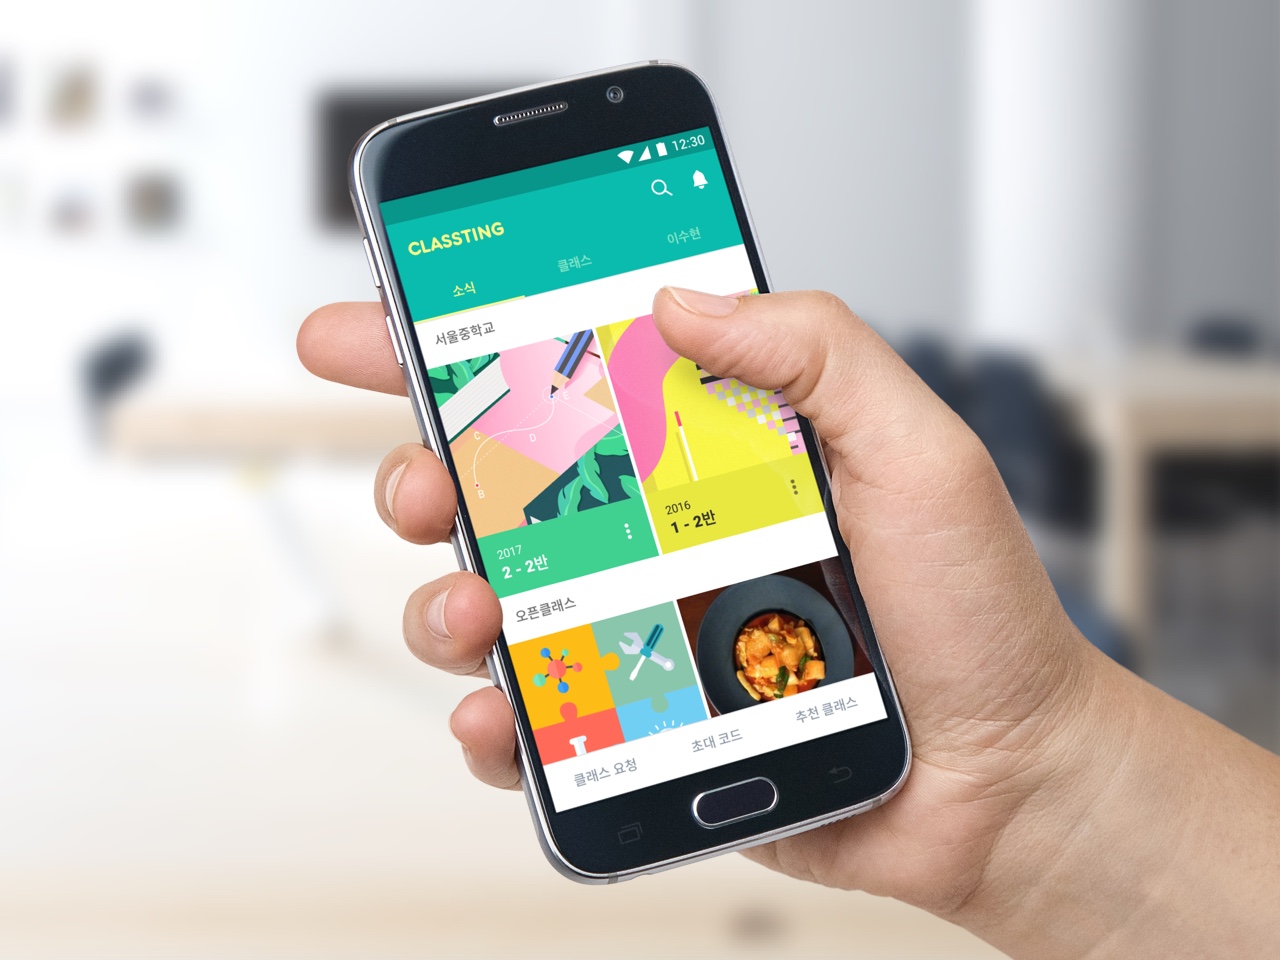 12:30
CLASSTING
소식
클래스
이수현
서울중학교
E
C
D
B
2017
2 - 2반
2016
1 - 2반
오픈클래스
클래스 요청
초대 코드
추천 클래스